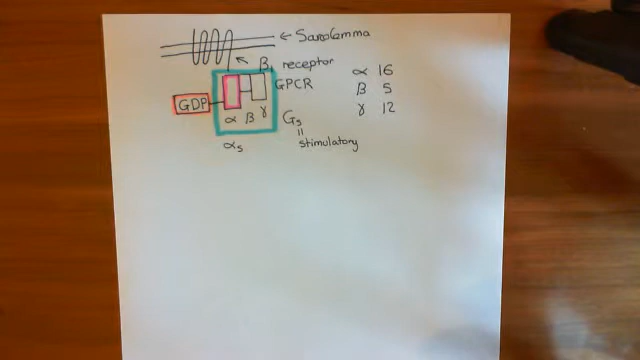 ← Sarcolemma
β₁ receptor
GPCR
GDP
α β γ
Gs
=
stimulatory
αs
α 16
β 5
γ 12